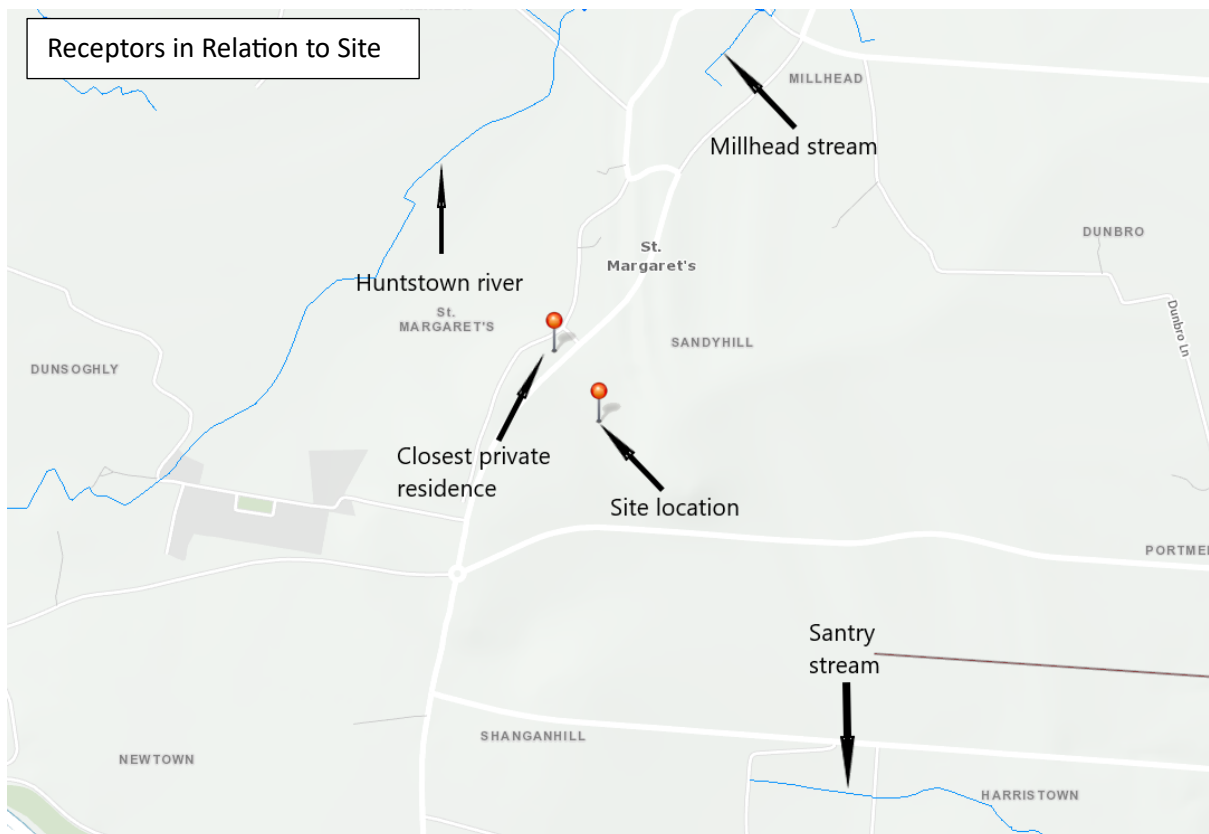 Receptors in Relation to Site
MILLHEAD
Millhead stream
DUNBRO
St.
Margaret's
Huntstown river
Dunbro Ln
St.
MARGARET'S
SANDYHILL
DUNSOGHLY
Closest private
residence
Site location
PORTME
Santry
stream
SHANGANHILL
NEWTOWN
HARRISTOWN